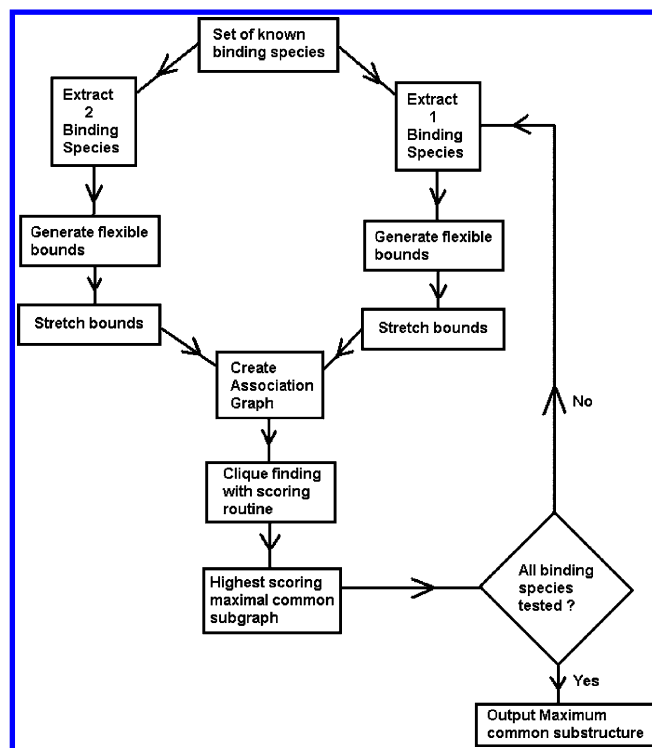 Set of known
binding species
Extract
2
Binding
Species
Extract
1
Binding
Species
Generate flexible
bounds
Generate flexible
bounds
Stretch bounds
Stretch bounds
Create
Association
Graph
Clique finding
with scoring
routine
Highest scoring
maximal common
subgraph
All binding
species
tested ?
No
Yes
Output Maximum
common substructure